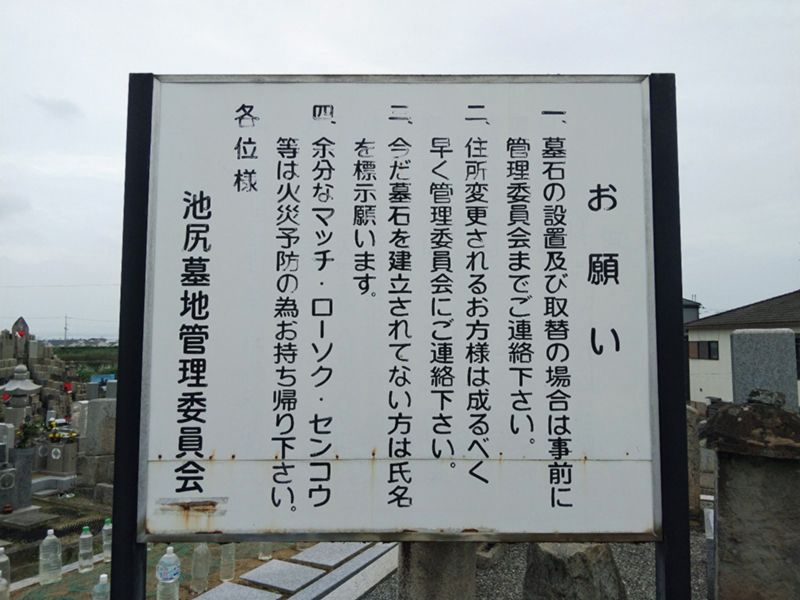 お願い
一、墓石の設置及び取替の場合は事前に
管理委員会までご連絡下さい。
二、住所変更されるお方様は成るべく
早く管理委員会にご連絡下さい。
三、今だ墓石を建立されてない方は氏名
を標示願います。
四、余分なマッチ・ローソク・センコウ
等は火災予防の為お持ち帰り下さい。
各位様
池尻墓地管理委員会